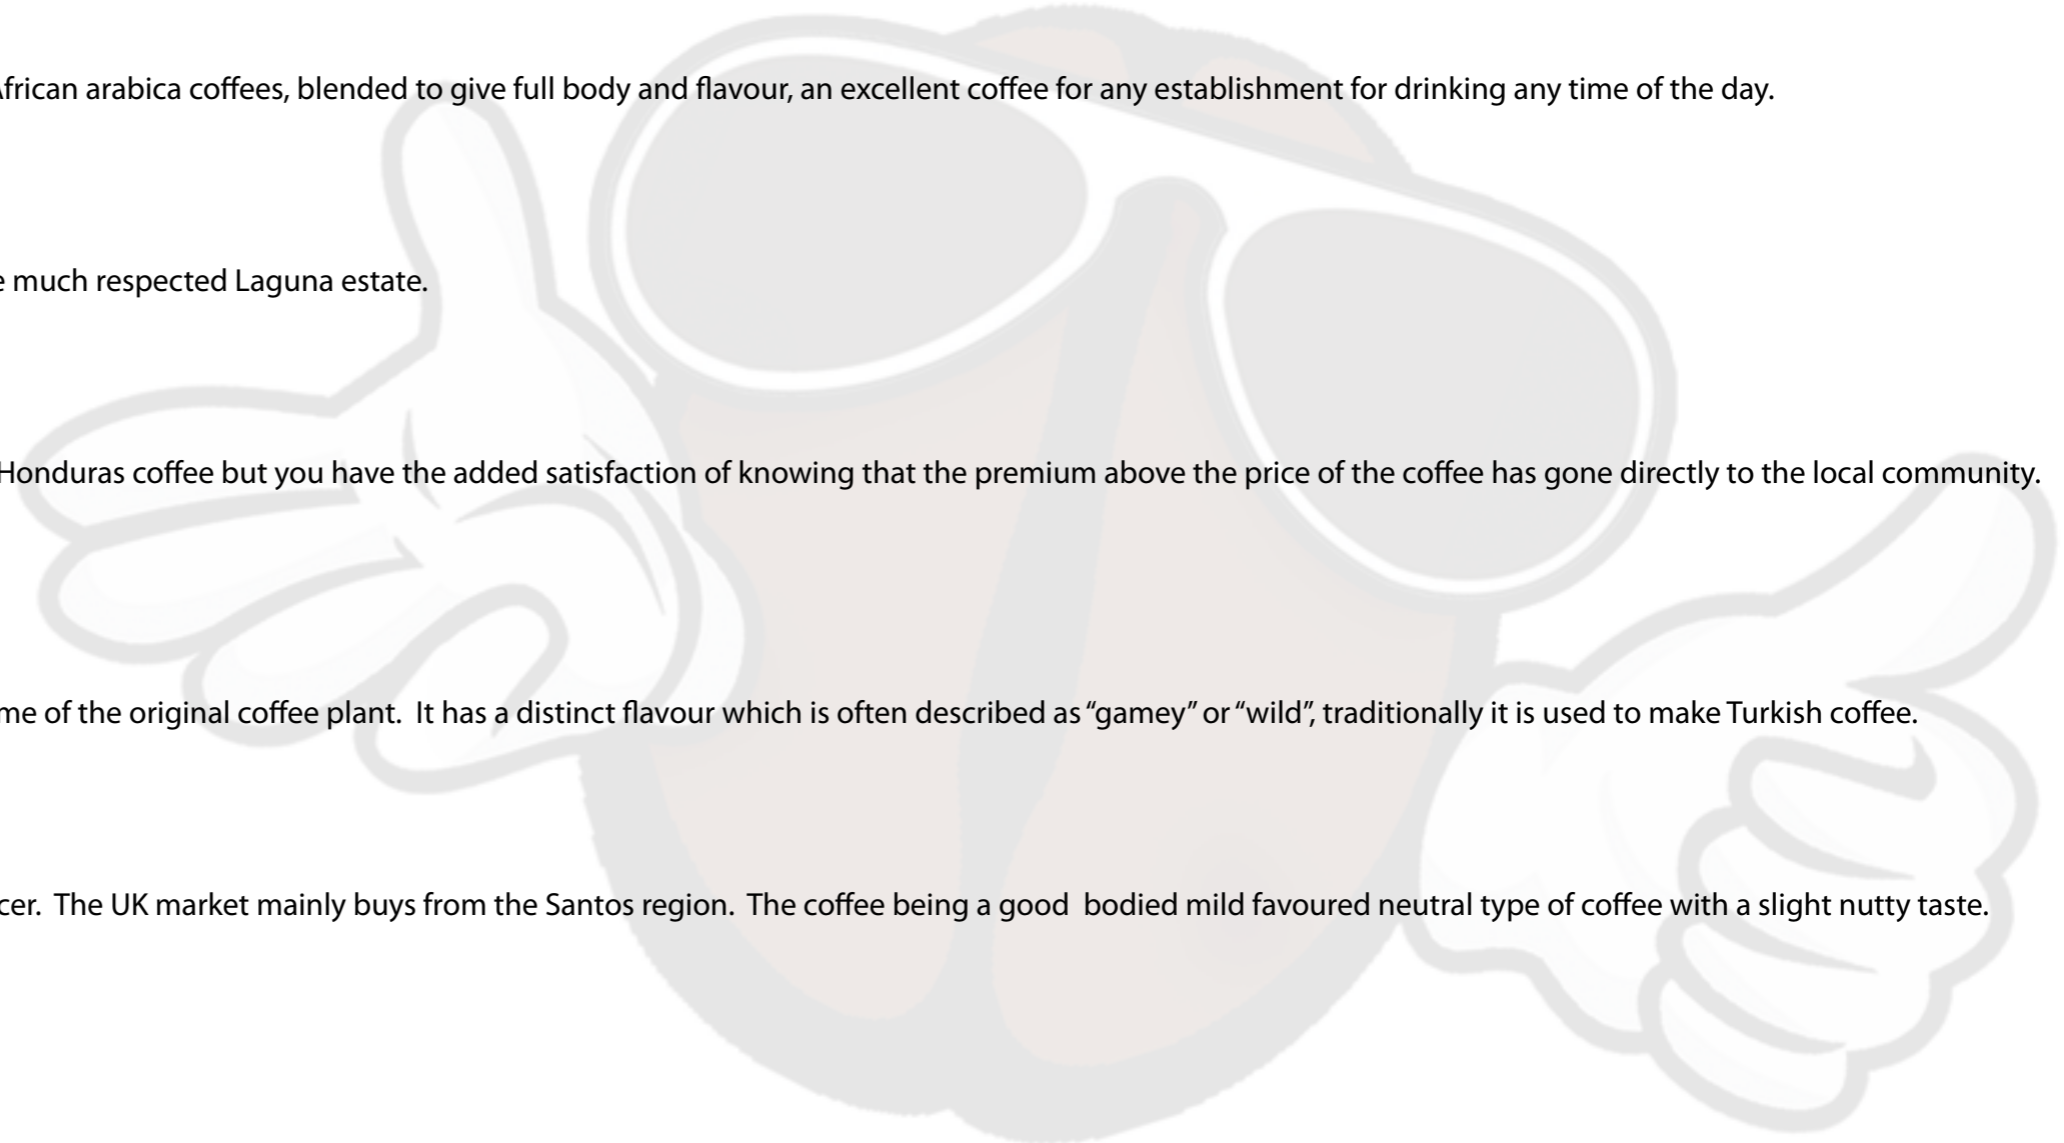 African arabica coffees, blended to give full body and flavour, an excellent coffee for any establishment for drinking any time of the day.
much respected Laguna estate.
Honduras coffee but you have the added satisfaction of knowing that the premium above the price of the coffee has gone directly to the local community.
of the original coffee plant.  It has a distinct flavour which is often described as “gamey” or “wild”, traditionally it is used to make Turkish coffee.
The UK market mainly buys from the Santos region.  The coffee being a good  bodied mild favoured neutral type of coffee with a slight nutty taste.